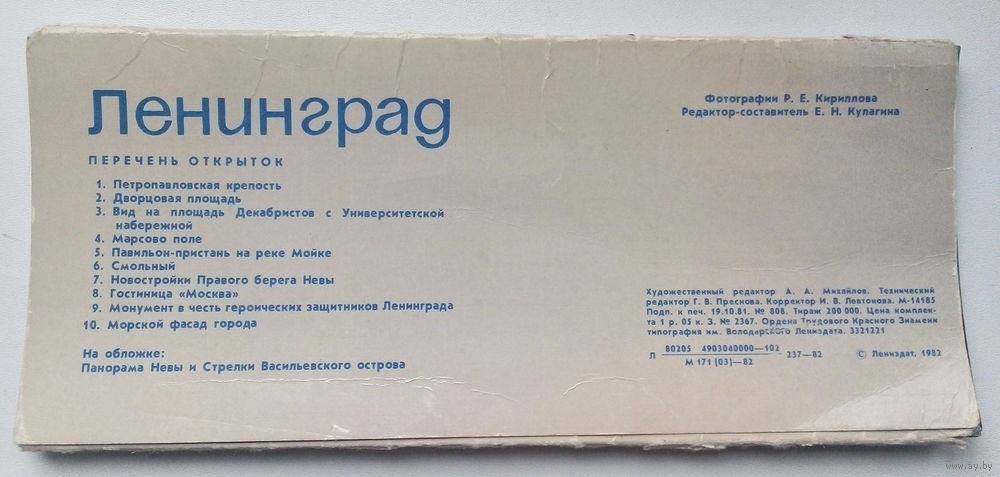 Ленинград
ПЕРЕЧЕНЬ ОТКРЫТОК
1. Петропавловская крепость
2. Дворцовая площадь
3. Вид на площадь Декабристов с Университетской
набережной
4. Марсово поле
5. Павильон-пристань на реке Мойке
6. Смольный
7. Новостройки Правого берега Невы
8. Гостиница «Москва»
9. Монумент в честь героических защитников Ленинграда
10. Морской фасад города
На обложке:
Панорама Невы и Стрелки Васильевского острова
Фотографии Р. Е. Кириллова
Редактор-составитель Е. Н. Кулагина
Художественный редактор А. А. Михайлов. Технический
редактор Г. В. Преснова. Корректор И. В. Левтонова. М-14185
Подп. к печ. 19.10.81. № 808. Тираж 200 000. Цена комплек-
та 1 р. 05 к. З. № 2367. Ордена Трудового Красного Знамени
типография им. Володарского Лениздата. 3321221
Л 80205 4903040000—102
М 171 (03)—82
237—82
© Лениздат, 1982
www.ay.by